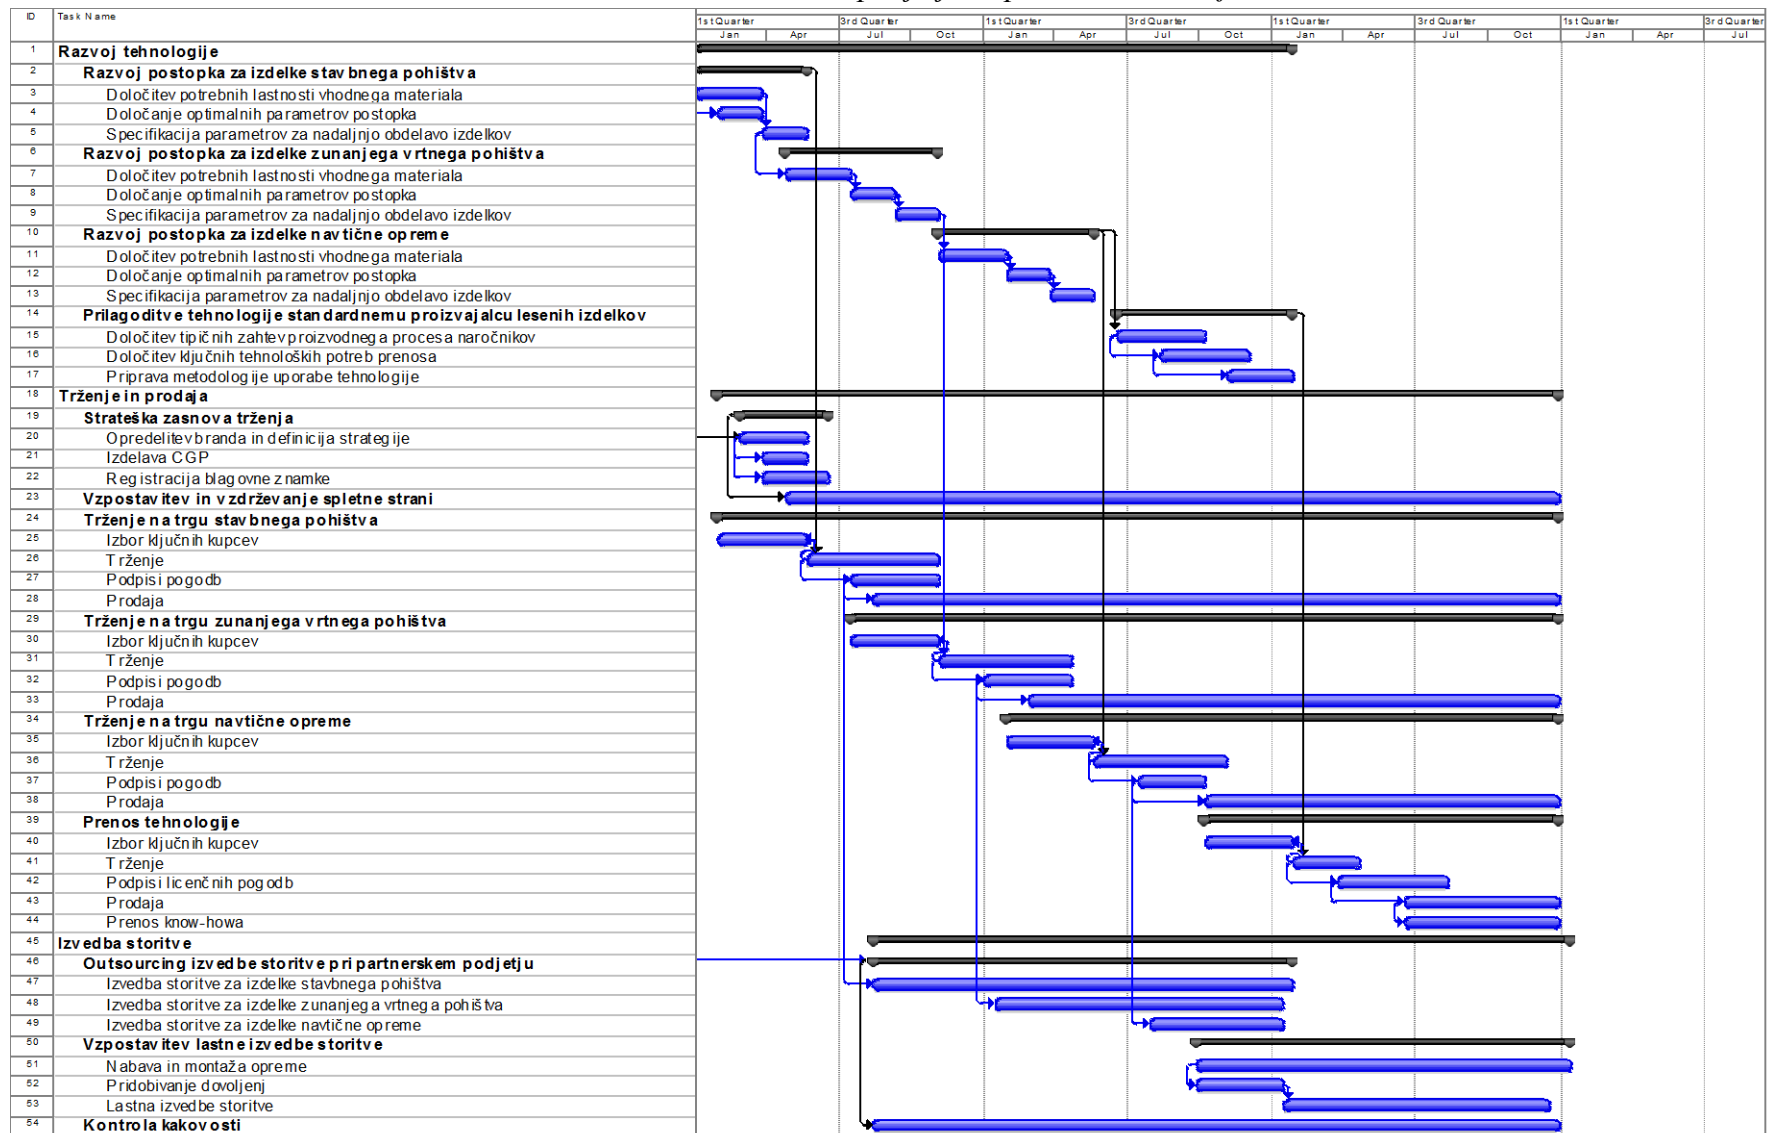 ID Task Name 1st Quarter 3rd Quarter 1st Quarter 3rd Quarter 1st Quarter 3rd Quarter 1st Quarter 3rd Quarter
Jan Apr Jul Oct Jan Apr Jul Oct Jan Apr Jul Oct Jan Apr Jul
1 Razvoj tehnologije
2 Razvoj postopka za izdelke stavbnega pohištva
3 Določitev potrebnih lastnosti vhodnega materiala
4 Določanje optimalnih parametrov postopka
5 Specifikacija parametrov za nadaljnjo obdelavo izdelkov
6 Razvoj postopka za izdelke zunanjega vrtnega pohištva
7 Določitev potrebnih lastnosti vhodnega materiala
8 Določanje optimalnih parametrov postopka
9 Specifikacija parametrov za nadaljnjo obdelavo izdelkov
10 Razvoj postopka za izdelke navtične opreme
11 Določitev potrebnih lastnosti vhodnega materiala
12 Določanje optimalnih parametrov postopka
13 Specifikacija parametrov za nadaljnjo obdelavo izdelkov
14 Prilagoditve tehnologije standardnemu proizvajalcu lesenih izdelkov
15 Določitev tipičnih zahtev proizvodnega procesa naročnikov
16 Določitev ključnih tehnoloških potreb prenosa
17 Priprava metodologije uporabe tehnologije
18 Trženje in prodaja
19 Strateška zasnova trženja
20 Opredelitev branda in definicija strategije
21 Izdelava CGP
22 Registracija blagovne znamke
23 Vzpostavitev in vzdrževanje spletne strani
24 Trženje na trgu stavbnega pohištva
25 Izbor ključnih kupcev
26 Trženje
27 Podpisi pogodb
28 Prodaja
29 Trženje na trgu zunanjega vrtnega pohištva
30 Izbor ključnih kupcev
31 Trženje
32 Podpisi pogodb
33 Prodaja
34 Trženje na trgu navtične opreme
35 Izbor ključnih kupcev
36 Trženje
37 Podpisi pogodb
38 Prodaja
39 Prenos tehnologije
40 Izbor ključnih kupcev
41 Trženje
42 Podpisi licenčnih pogodb
43 Prodaja
44 Prenos know-howa
45 Izvedba storitve
46 Outsourcing izvedbe storitve pri partnerskem podjetju
47 Izvedba storitve za izdelke stavbnega pohištva
48 Izvedba storitve za izdelke zunanjega vrtnega pohištva
49 Izvedba storitve za izdelke navtične opreme
50 Vzpostavitev lastne izvedbe storitve
51 Nabava in montaža opreme
52 Pridobivanje dovoljenj
53 Lastna izvedbe storitve
54 Kontrola kakovosti